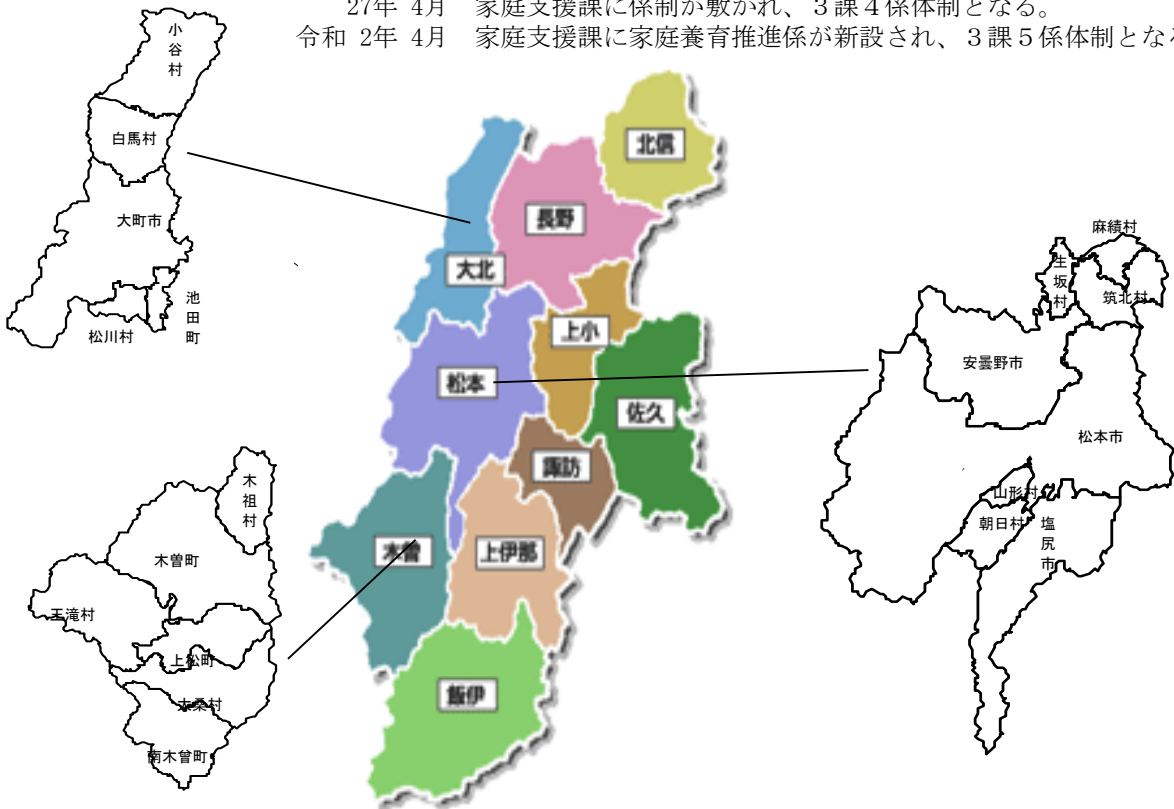 27年 4月 家庭支援課に係制が敷かれ、3課4係体制となる。
令和 2年 4月 家庭支援課に家庭養育推進係が新設され、3課5係体制となる
小谷村
白馬村
大町市
池田町
松川村
北信
長野
大北
上小
松本
佐久
諏訪
木曽
上伊那
飯伊
麻績村
生坂村
筑北村
安曇野市
松本市
山形村
朝日村
塩尻市
木祖村
木曽町
王滝村
上松町
大桑村
南木曽町